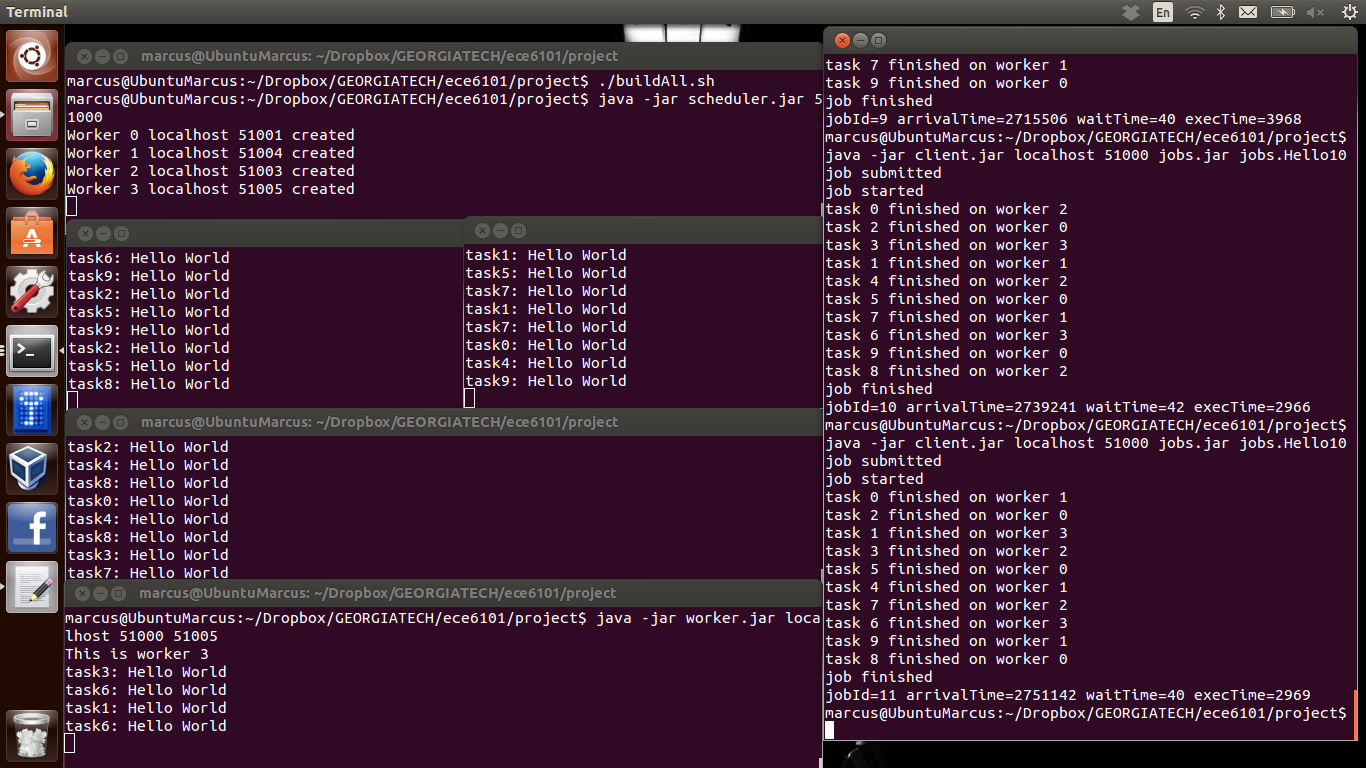 Terminal
En
marcus@UbuntuMarcus: ~/Dropbox/GEORGIATECH/ece6101/project
marcus@UbuntuMarcus:~/Dropbox/GEORGIATECH/ece6101/project$ ./buildAll.sh
marcus@UbuntuMarcus:~/Dropbox/GEORGIATECH/ece6101/project$ java -jar scheduler.jar 5
1000
Worker 0 localhost 51001 created
Worker 1 localhost 51004 created
Worker 2 localhost 51003 created
Worker 3 localhost 51005 created
task6: Hello World
task9: Hello World
task2: Hello World
task5: Hello World
task9: Hello World
task2: Hello World
task5: Hello World
task8: Hello World
task1: Hello World
task5: Hello World
task7: Hello World
task1: Hello World
task7: Hello World
task0: Hello World
task4: Hello World
task9: Hello World
marcus@UbuntuMarcus: ~/Dropbox/GEORGIATECH/ece6101/project
task2: Hello World
task4: Hello World
task8: Hello World
task0: Hello World
task4: Hello World
task8: Hello World
task3: Hello World
task7: Hello World
marcus@UbuntuMarcus: ~/Dropbox/GEORGIATECH/ece6101/project
marcus@UbuntuMarcus:~/Dropbox/GEORGIATECH/ece6101/project$ java -jar worker.jar loca
lhost 51000 51005
This is worker 3
task3: Hello World
task6: Hello World
task1: Hello World
task6: Hello World
task 7 finished on worker 1
task 9 finished on worker 0
job finished
jobId=9 arrivalTime=2715506 waitTime=40 execTime=3968
marcus@UbuntuMarcus:~/Dropbox/GEORGIATECH/ece6101/project$
java -jar client.jar localhost 51000 jobs.jar jobs.Hello10
job submitted
job started
task 0 finished on worker 2
task 2 finished on worker 0
task 3 finished on worker 3
task 1 finished on worker 1
task 4 finished on worker 2
task 5 finished on worker 0
task 7 finished on worker 1
task 6 finished on worker 3
task 9 finished on worker 0
task 8 finished on worker 2
job finished
jobId=10 arrivalTime=2739241 waitTime=42 execTime=2966
marcus@UbuntuMarcus:~/Dropbox/GEORGIATECH/ece6101/project$
java -jar client.jar localhost 51000 jobs.jar jobs.Hello10
job submitted
job started
task 0 finished on worker 1
task 2 finished on worker 0
task 1 finished on worker 3
task 3 finished on worker 2
task 5 finished on worker 0
task 4 finished on worker 1
task 7 finished on worker 2
task 6 finished on worker 3
task 9 finished on worker 1
task 8 finished on worker 0
job finished
jobId=11 arrivalTime=2751142 waitTime=40 execTime=2969
marcus@UbuntuMarcus:~/Dropbox/GEORGIATECH/ece6101/project$